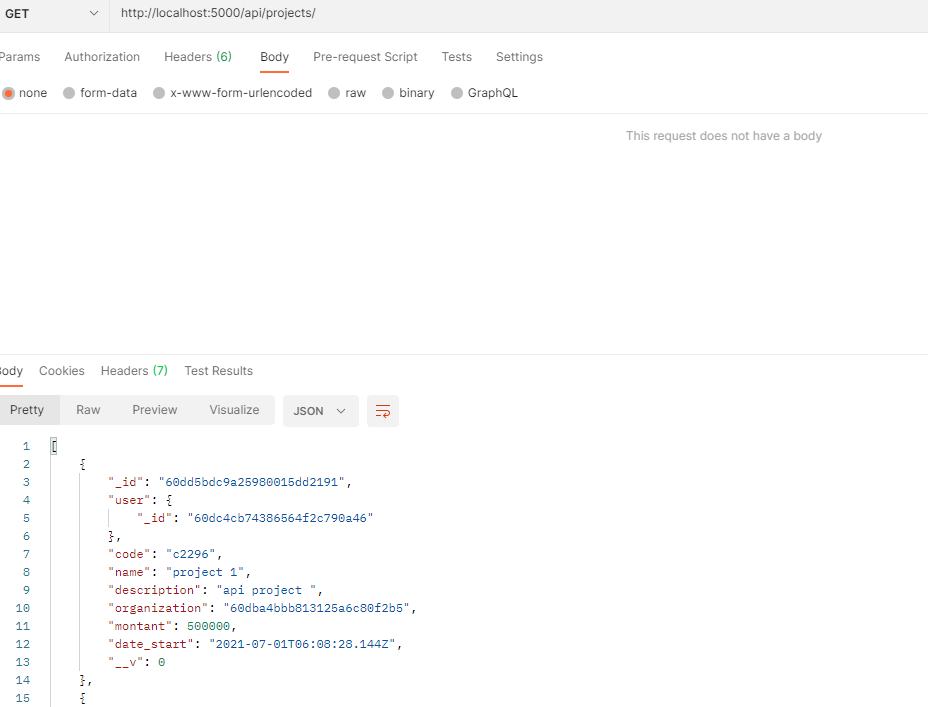 GET http://localhost:5000/api/projects/
Params Authorization Headers (6) Body Pre-request Script Tests Settings
none form-data x-www-form-urlencoded raw binary GraphQL
This request does not have a body
Body Cookies Headers (7) Test Results
Pretty Raw Preview Visualize JSON
1 [
2 {
3 "_id": "60dd5bdc9a25980015dd2191",
4 "user": {
5 "_id": "60dc4cb74386564f2c790a46"
6 },
7 "code": "c2296",
8 "name": "project 1",
9 "description": "api project ",
10 "organization": "60dba4bbb813125a6c80f2b5",
11 "montant": 500000,
12 "date_start": "2021-07-01T06:08:28.144Z",
13 "__v": 0
14 },
15 {